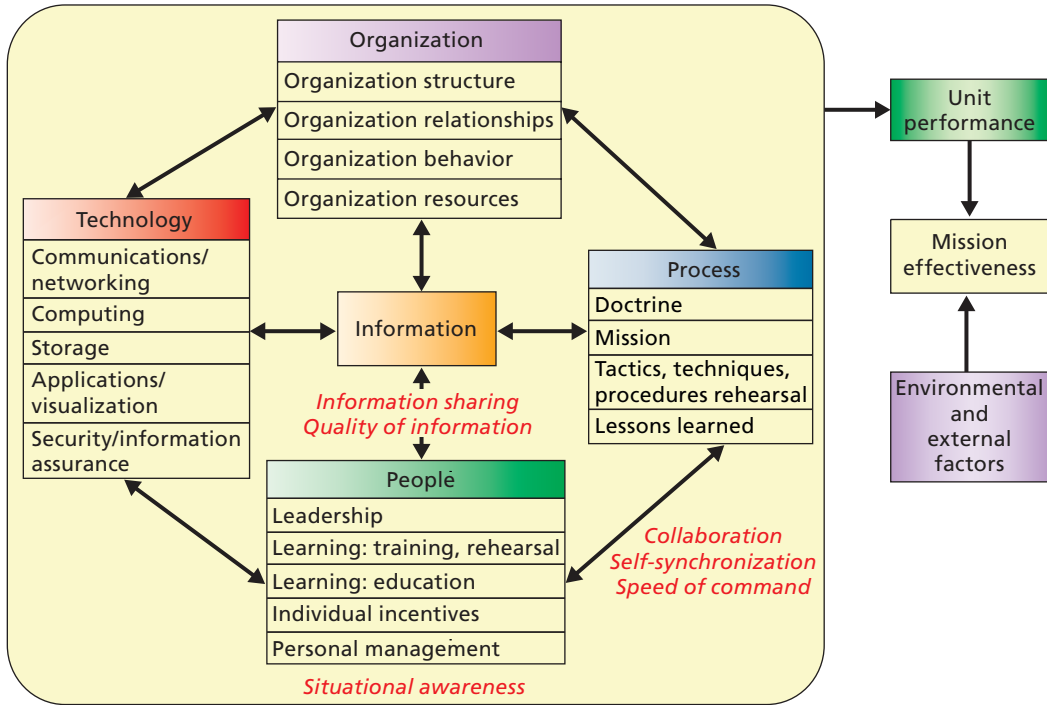 Organization
Organization structure
Organization relationships
Organization behavior
Organization resources
Technology
Communications/
networking
Computing
Storage
Applications/
visualization
Security/information
assurance
Information
Information sharing
Quality of information
Process
Doctrine
Mission
Tactics, techniques,
procedures rehearsal
Lessons learned
People
Leadership
Learning: training, rehearsal
Learning: education
Individual incentives
Personal management
Collaboration
Self-synchronization
Speed of command
Situational awareness
Unit
performance
Mission
effectiveness
Environmental
and
external
factors